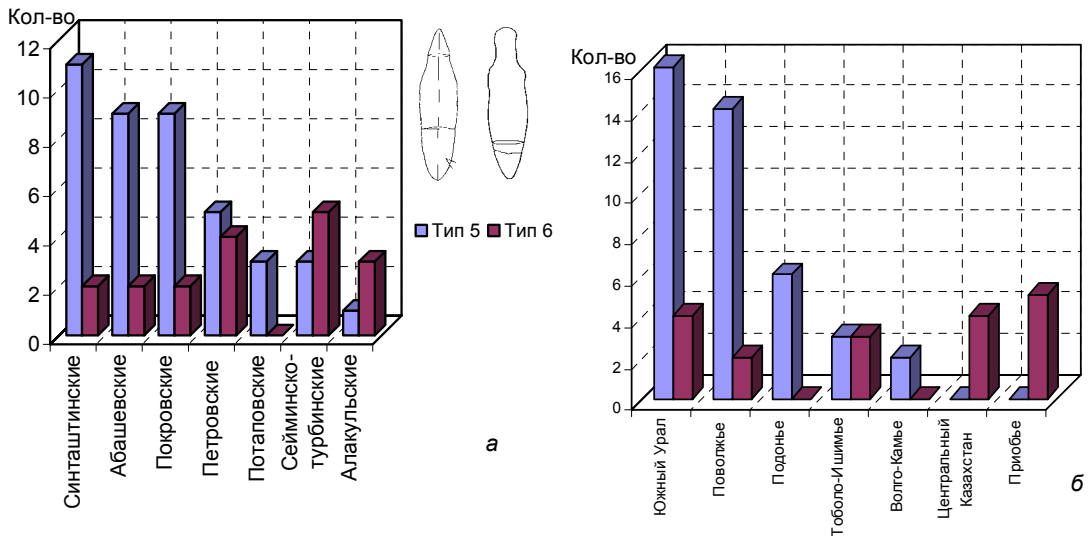 Кол-во
12
10
8
6
4
2
0
Синташтинские
Абашевские
Покровские
Петровские
Потаповские
Сейминско-
турбинские
Алакульские
Тип 5 Тип 6
а
Кол-во
16
14
12
10
8
6
4
2
0
Южный Урал
Поволжье
Подонье
Тоболо-Ишимье
Волго-Камье
Центральный
Казахстан
Приобье
б